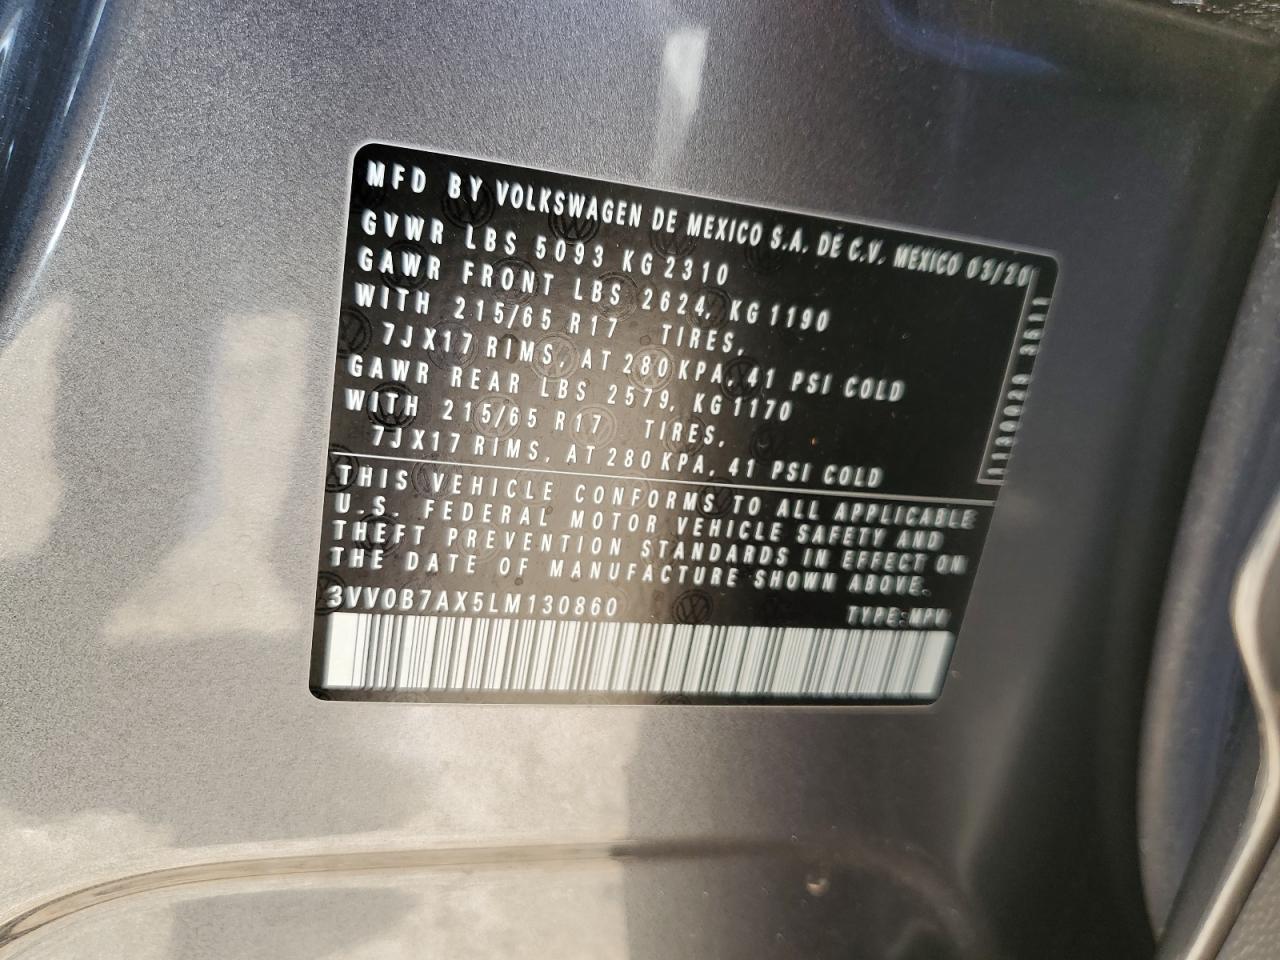 MFD BY VOLKSWAGEN DE MEXICO S.A. DE C.V. MEXICO 03/20
GVWR LBS 5093 KG 2310
GAWR FRONT LBS 2624, KG 1190
WITH 215/65 R17 TIRES,
7J X17 RIMS, AT 280 KPA, 41 PSI COLD
GAWR REAR LBS 2579, KG 1170
WITH 215/65 R17 TIRES,
7J X17 RIMS, AT 280 KPA, 41 PSI COLD
THIS VEHICLE CONFORMS TO ALL APPLICABLE
U.S. FEDERAL MOTOR VEHICLE SAFETY AND
THEFT PREVENTION STANDARDS IN EFFECT ON
THE DATE OF MANUFACTURE SHOWN ABOVE.
3VV0B7AX5LM130860 TYPE:MPV